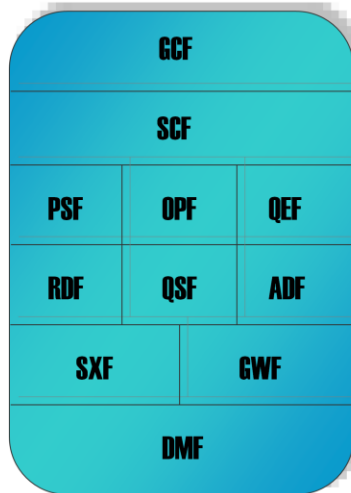 GCF
SCF
PSF OPF QEF
RDF QSF ADF
SXF GWF
DMF